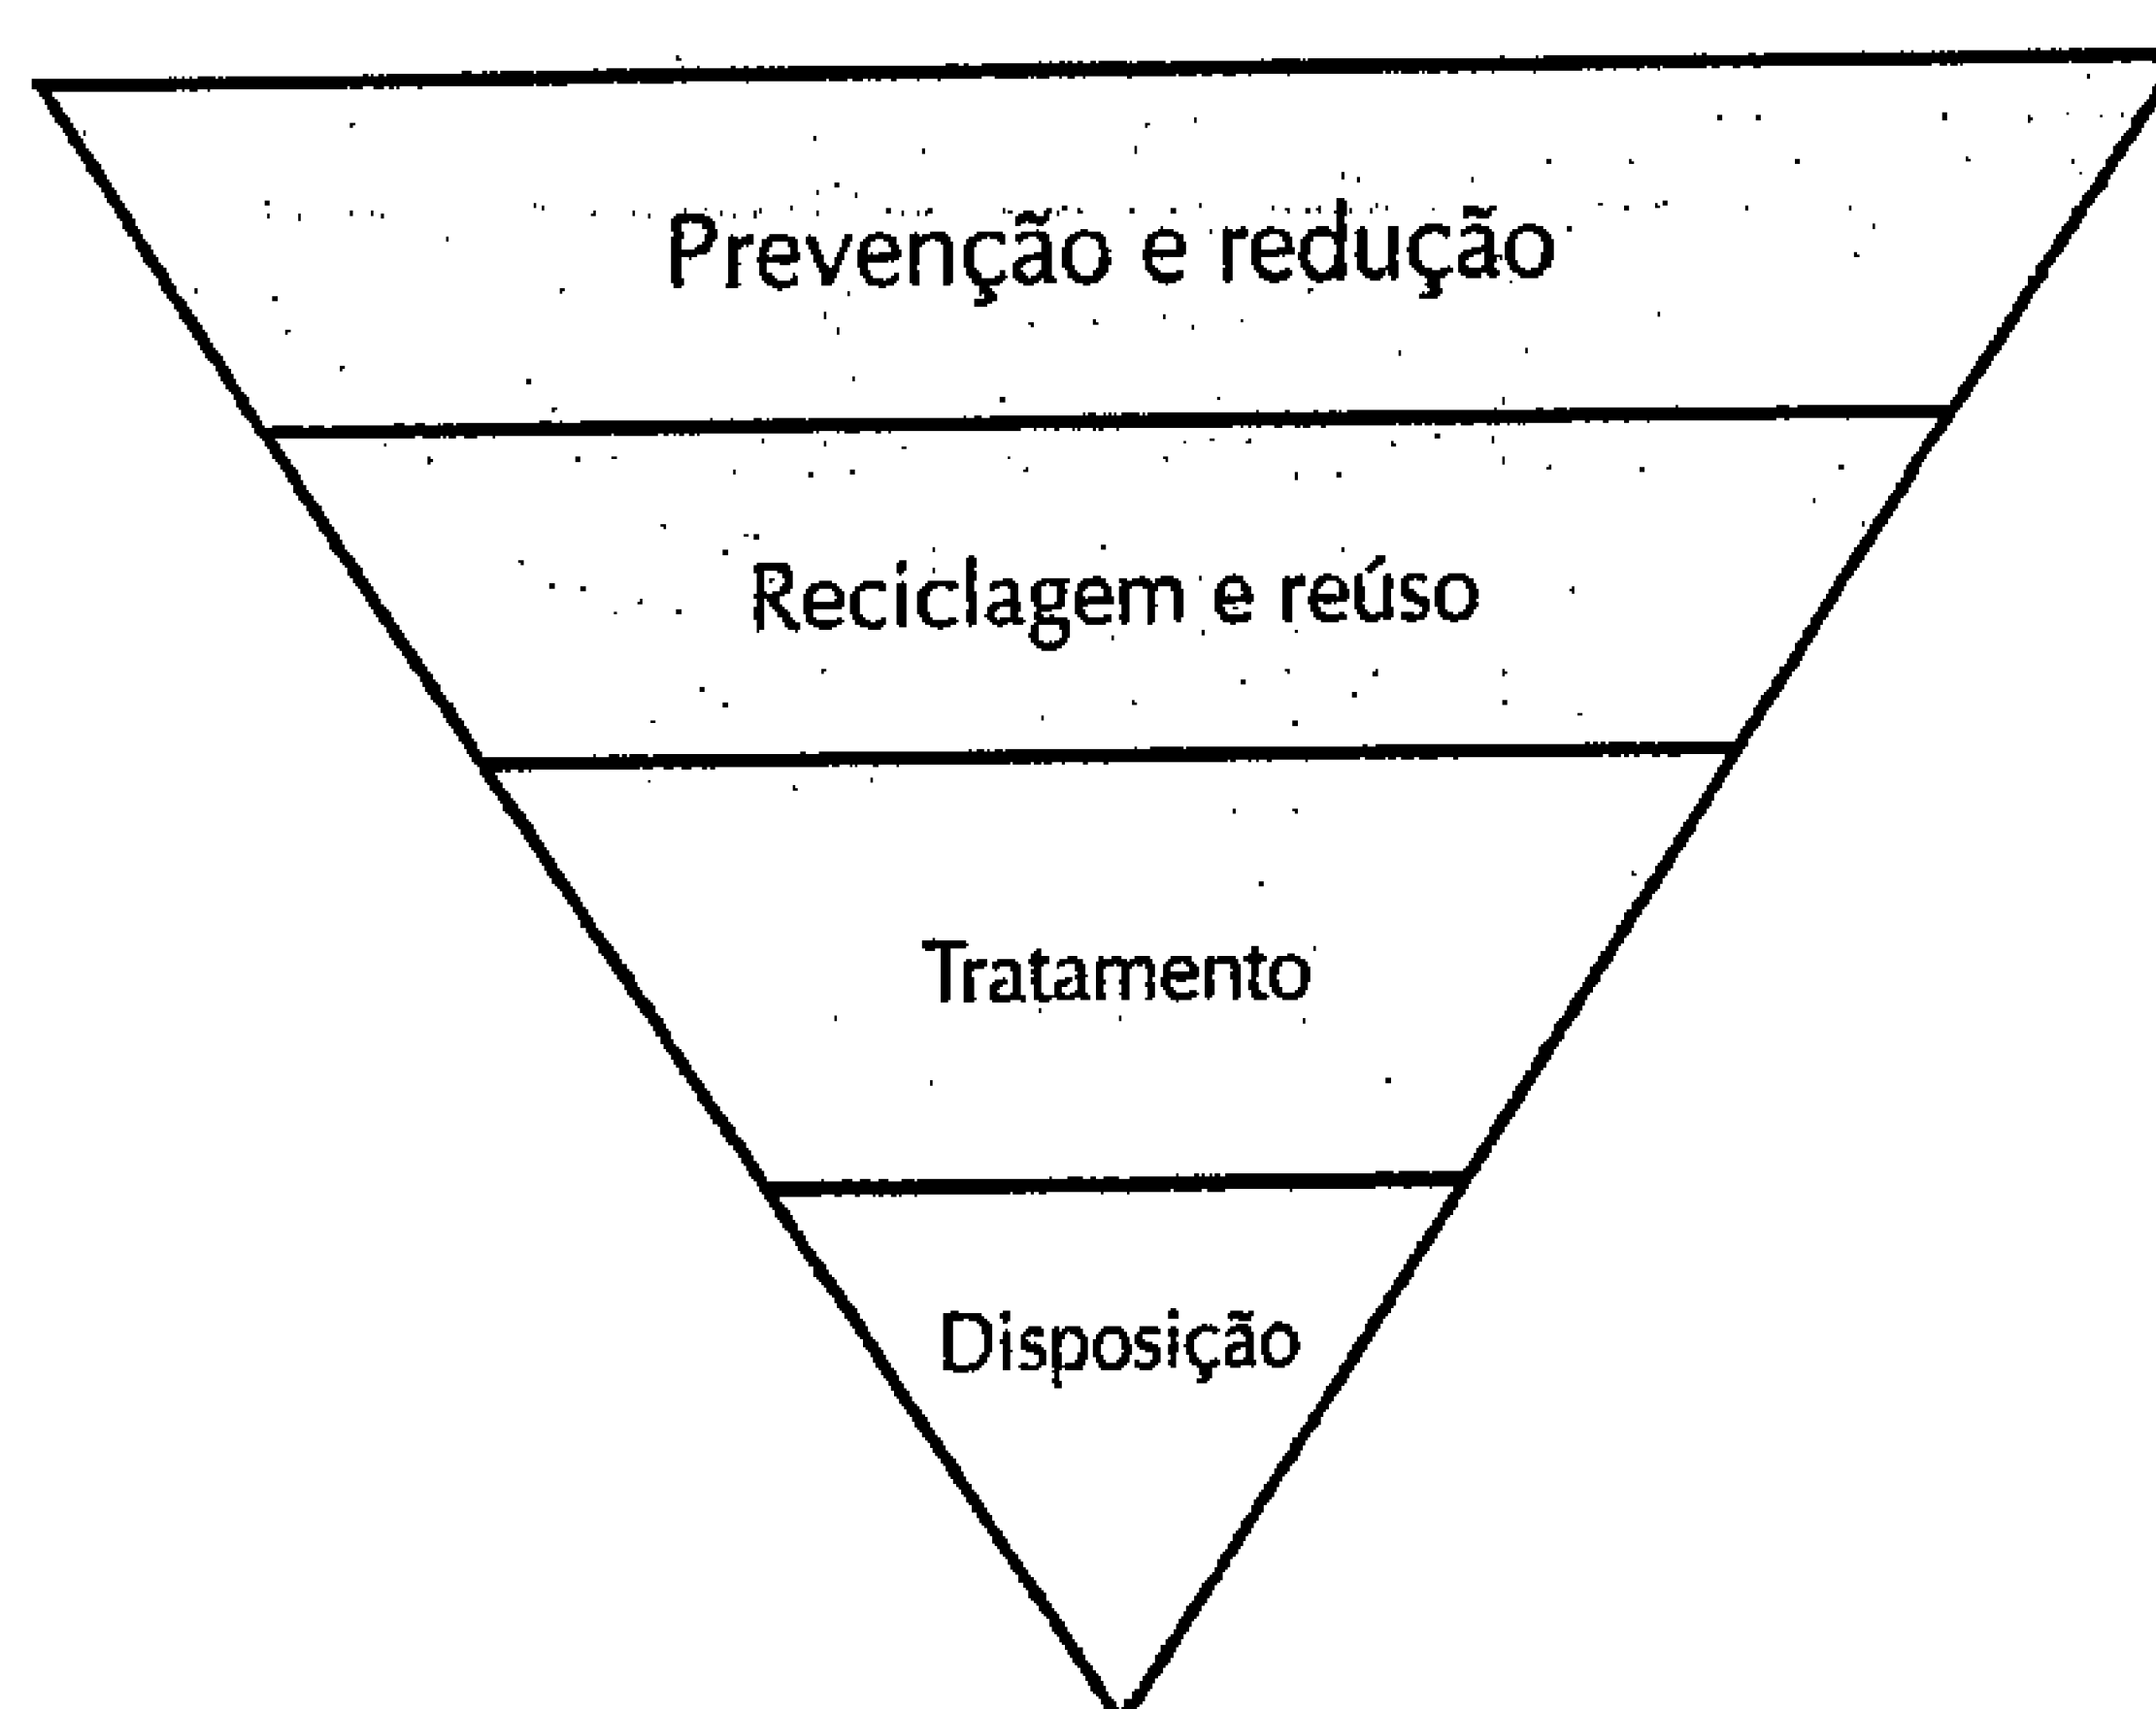 Prevenção e redução
Reciclagem e reúso
Tratamento
Disposição